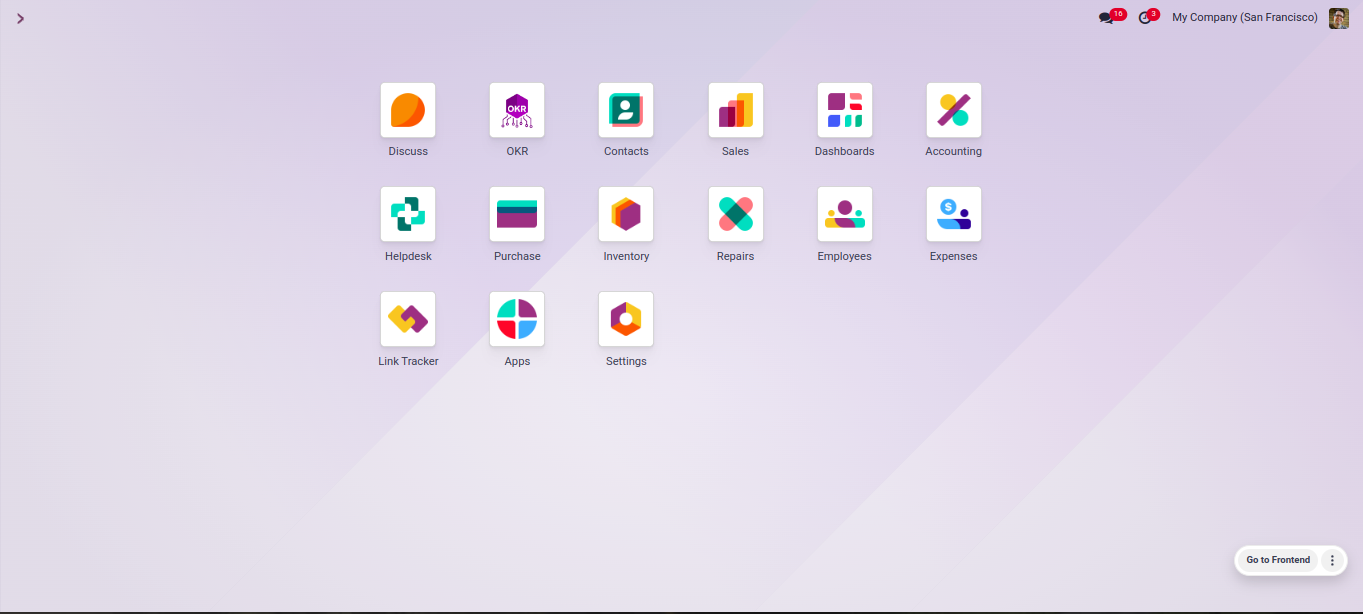 16
3
My Company (San Francisco)
OKR
Discuss
OKR
Contacts
Sales
Dashboards
Accounting
$
Helpdesk
Purchase
Inventory
Repairs
Employees
Expenses
Link Tracker
Apps
Settings
Go to Frontend